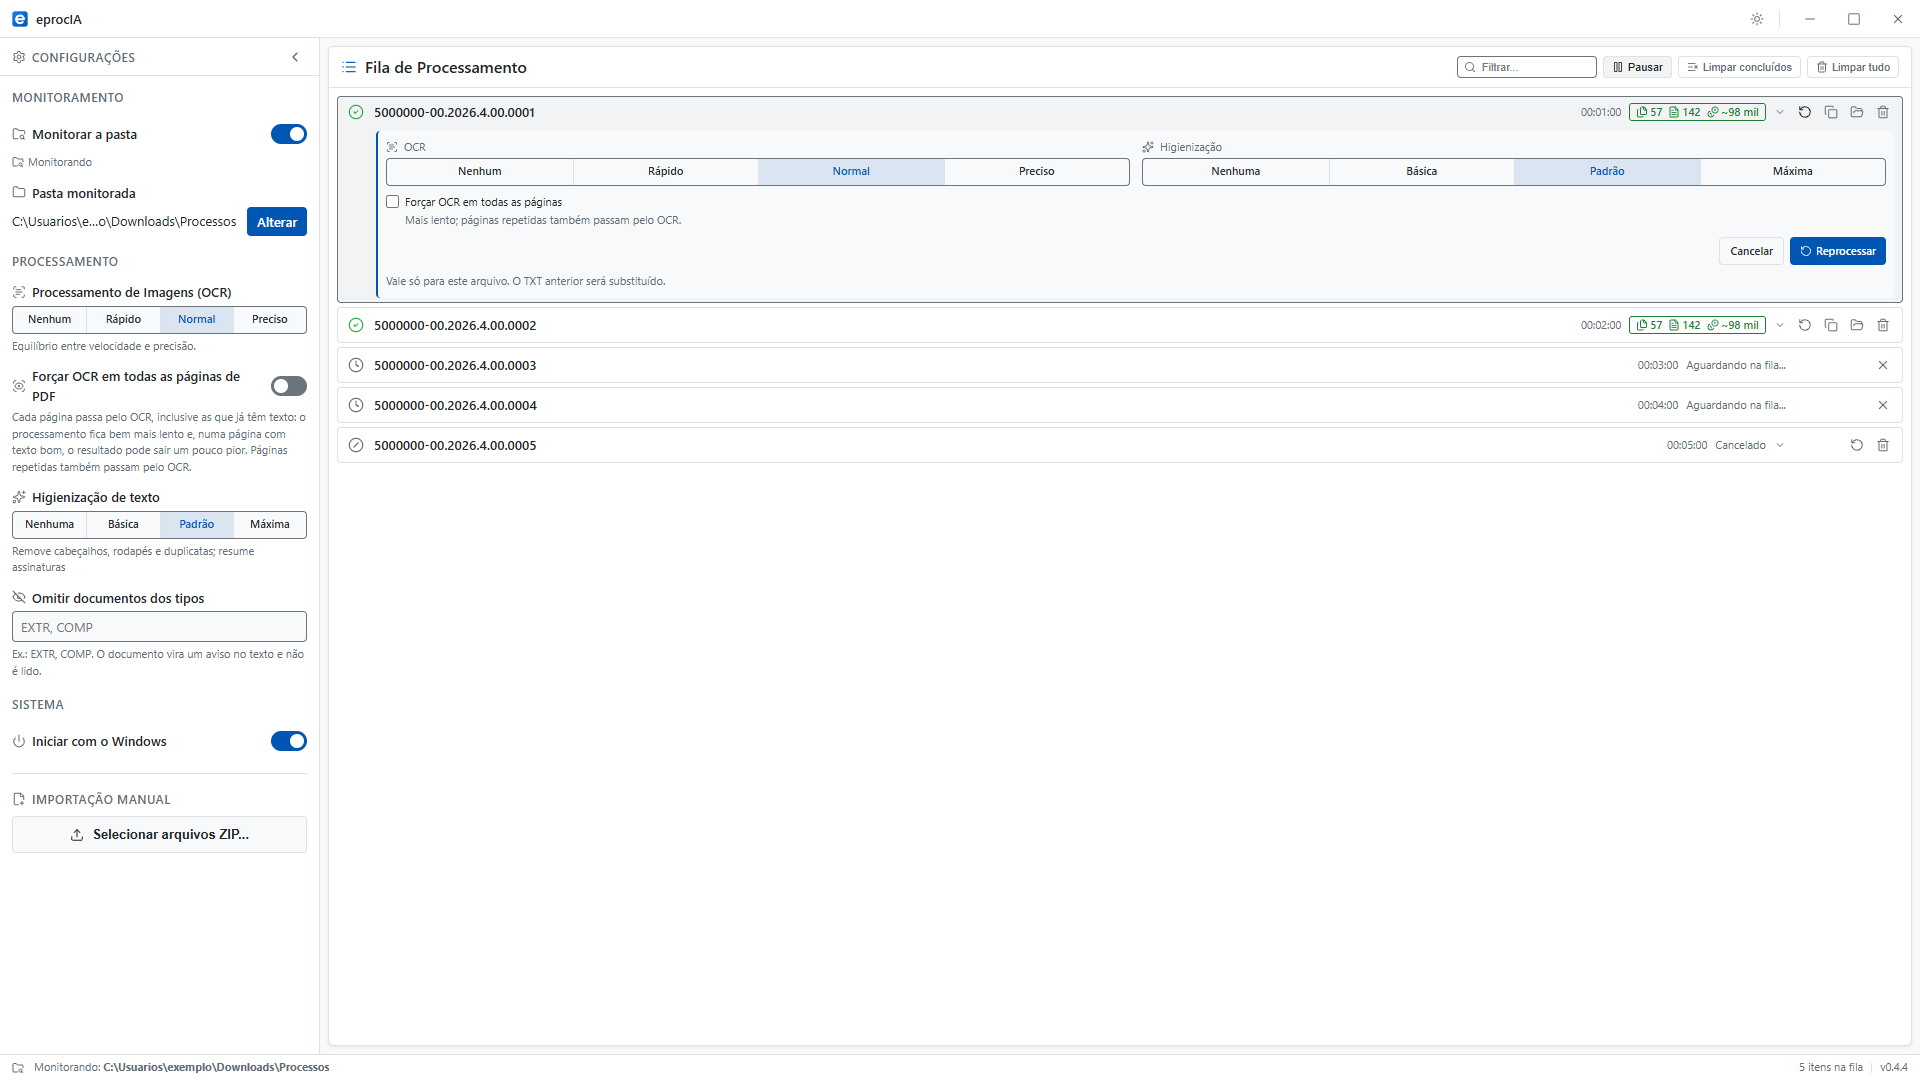 eprocIA
CONFIGURAÇÕES
MONITORAMENTO
Monitorar a pasta
Monitorando
Pasta monitorada
C:\Usuarios\e...o\Downloads\Processos
Alterar
PROCESSAMENTO
Processamento de Imagens (OCR)
Nenhum Rápido Normal Preciso
Equilíbrio entre velocidade e precisão.
Forçar OCR em todas as páginas de
PDF
Cada página passa pelo OCR, inclusive as que já têm texto: o
processamento fica bem mais lento e, numa página com
texto bom, o resultado pode sair um pouco pior. Páginas
repetidas também passam pelo OCR.
Higienização de texto
Nenhuma Básica Padrão Máxima
Remove cabeçalhos, rodapés e duplicatas; resume
assinaturas
Omitir documentos dos tipos
EXTR, COMP
Ex.: EXTR, COMP. O documento vira um aviso no texto e não
é lido.
SISTEMA
Iniciar com o Windows
IMPORTAÇÃO MANUAL
Selecionar arquivos ZIP...
Fila de Processamento
Filtrar... Pausar Limpar concluídos Limpar tudo
5000000-00.2026.4.00.0001 00:01:00 57 142 ~98 mil
OCR Higienização
Nenhum Rápido Normal Preciso Nenhuma Básica Padrão Máxima
Forçar OCR em todas as páginas
Mais lento; páginas repetidas também passam pelo OCR.
Cancelar Reprocessar
Vale só para este arquivo. O TXT anterior será substituído.
5000000-00.2026.4.00.0002 00:02:00 57 142 ~98 mil
5000000-00.2026.4.00.0003 00:03:00 Aguardando na fila...
5000000-00.2026.4.00.0004 00:04:00 Aguardando na fila...
5000000-00.2026.4.00.0005 00:05:00 Cancelado
Monitorando: C:\Usuarios\exemplo\Downloads\Processos
5 itens na fila v0.4.4